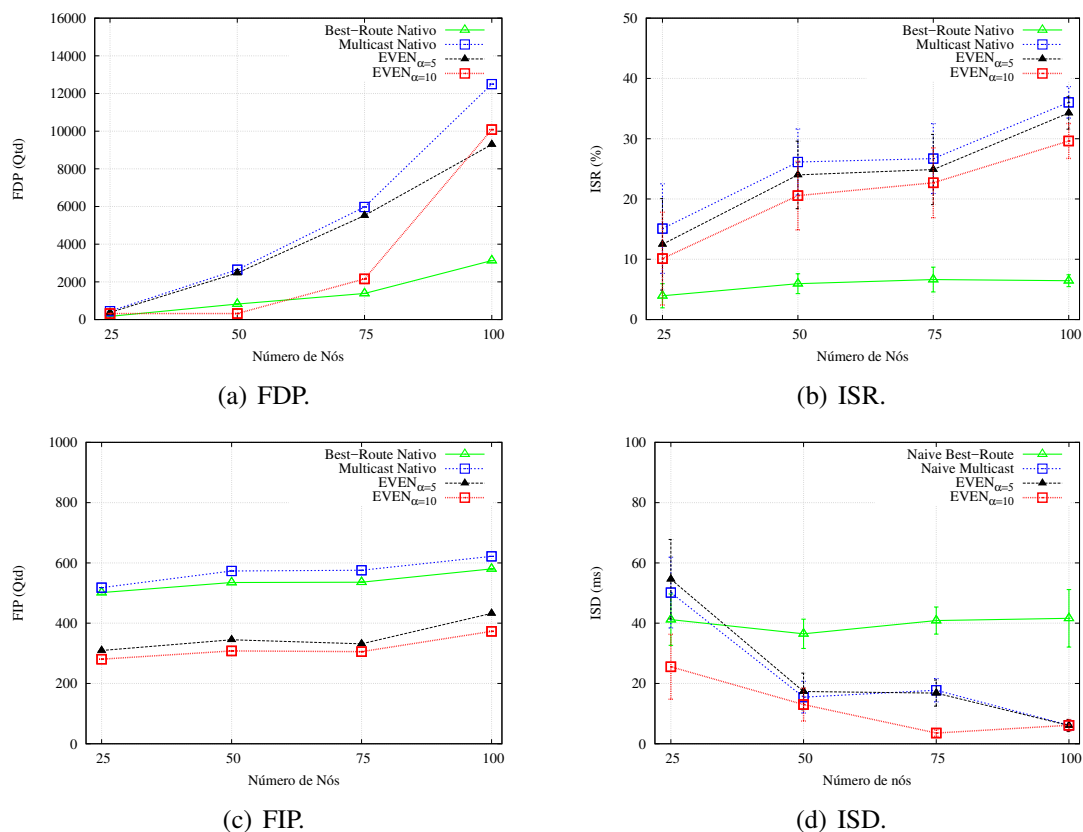 16000
14000
12000
10000
8000
6000
4000
2000
0
FDP (Qtd)
25 50 75 100
Número de Nós
Best−Route Nativo
Multicast Nativo
EVENα=5
EVENα=10
(a) FDP.
50
40
30
20
10
0
ISR (%)
25 50 75 100
Número de Nós
Best−Route Nativo
Multicast Nativo
EVENα=5
EVENα=10
(b) ISR.
1000
800
600
400
200
0
FIP (Qtd)
25 50 75 100
Número de Nós
Best−Route Nativo
Multicast Nativo
EVENα=5
EVENα=10
(c) FIP.
100
80
60
40
20
0
ISD (ms)
25 50 75 100
Número de nós
Naive Best−Route
Naive Multicast
EVENα=5
EVENα=10
(d) ISD.